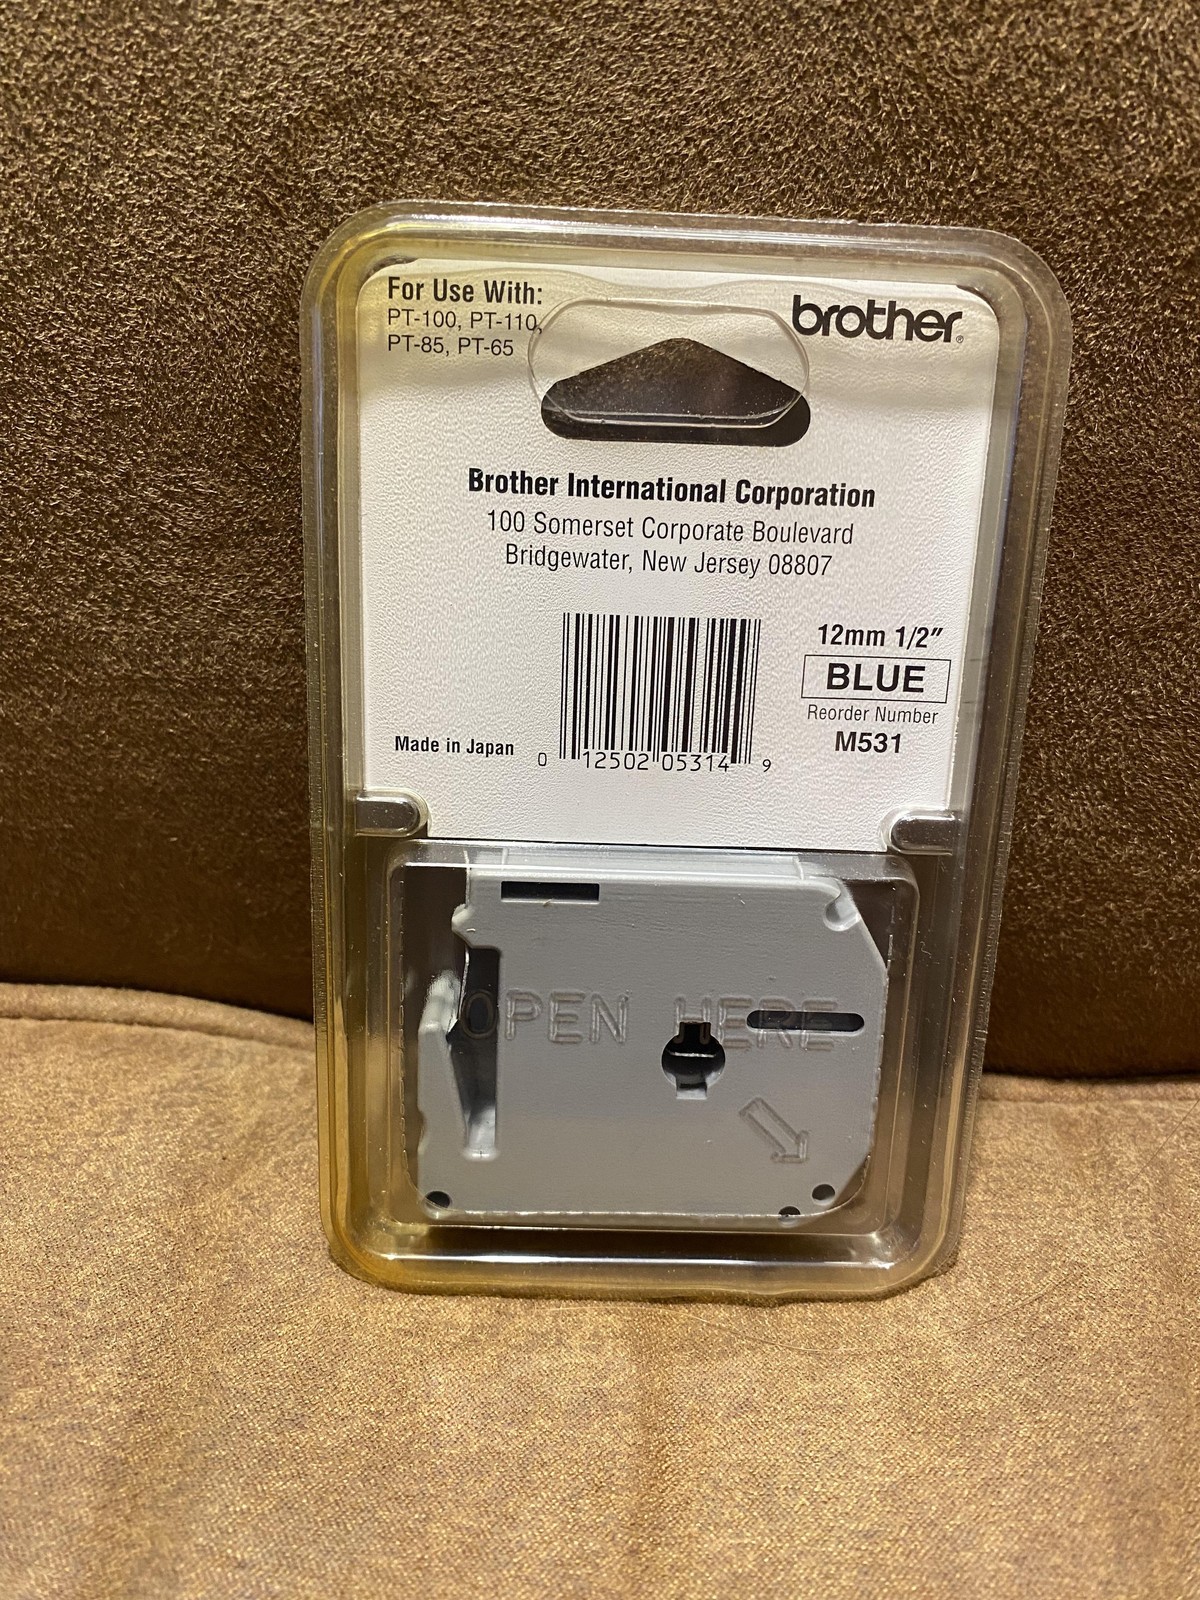 For Use With:
PT-100, PT-110,
PT-85, PT-65
brother®
Brother International Corporation
100 Somerset Corporate Boulevard
Bridgewater, New Jersey 08807
12mm 1/2"
BLUE
Reorder Number
M531
Made in Japan
0 12502 05314 9
OPEN HERE